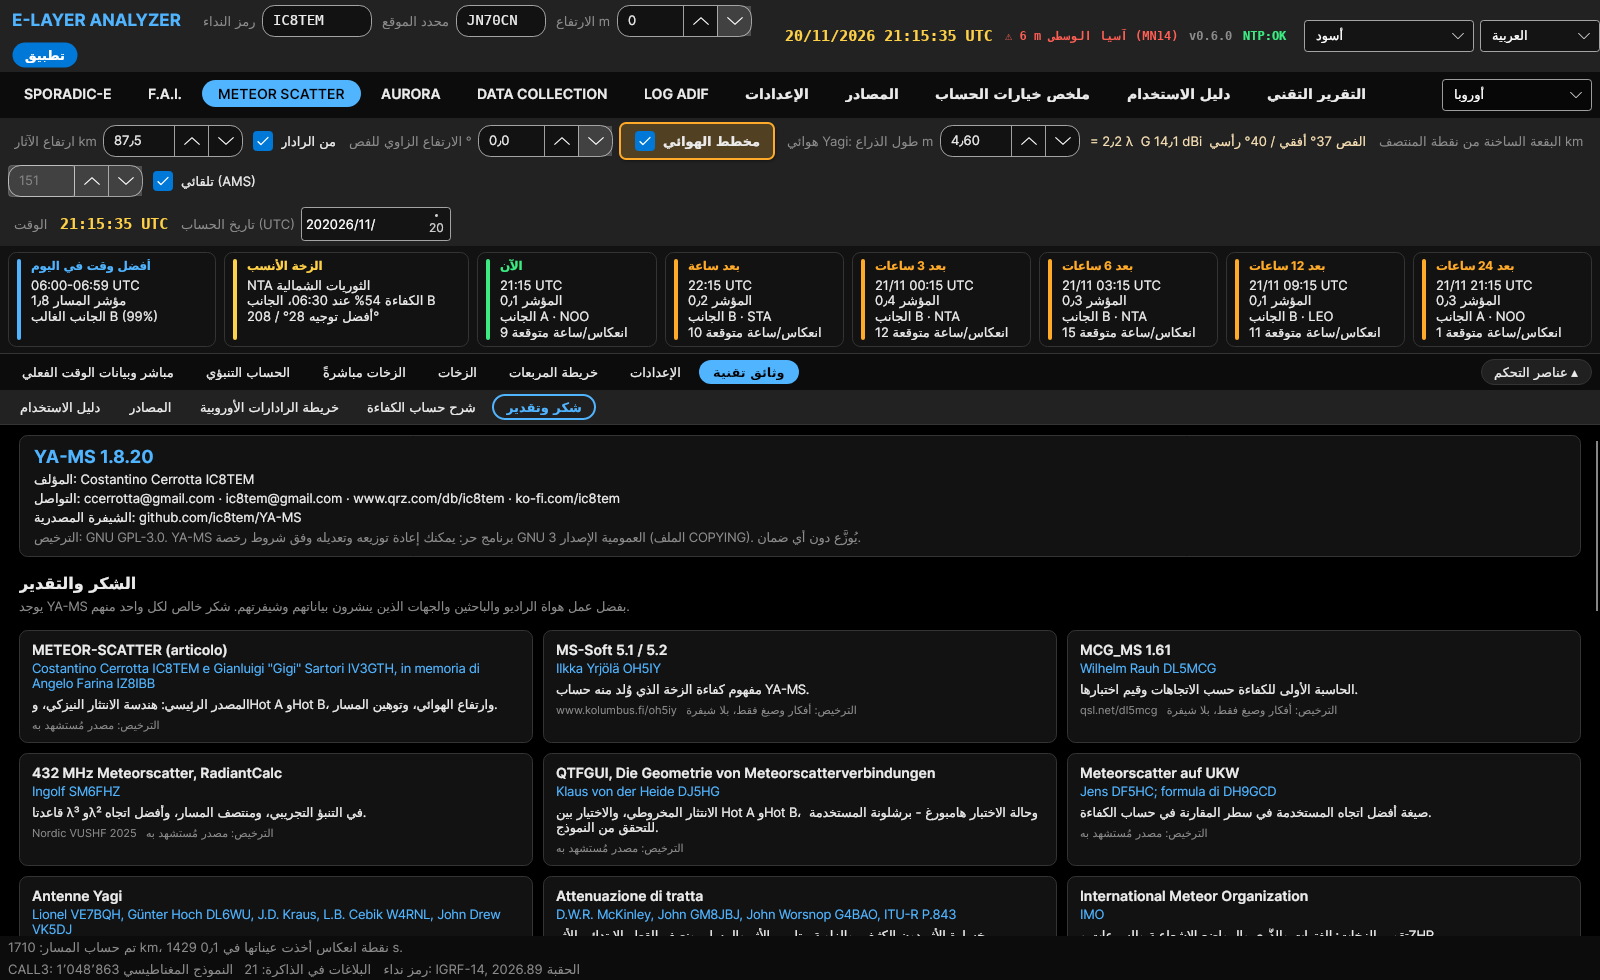 E-LAYER ANALYZER رمز النداء IC8TEM محدد الموقع JN70CN الارتفاع m 0
20/11/2026 21:15:35 UTC ⚠ 6 m آسيا الوسطى (MN14) v0.6.0 NTP:OK أسود العربية
تطبيق
SPORADIC-E F.A.I. METEOR SCATTER AURORA DATA COLLECTION LOG ADIF الإعدادات المصادر ملخص خيارات الحساب دليل الاستخدام التقرير التقني أوروبا
ارتفاع الآثار km 87٫5 من الرادار الارتفاع الزاوي للفص ° 0٫0 مخطط الهوائي هوائي Yagi: طول الذراع m 4٫60 = 2٫2 λ G 14٫1 dBi الفص 37° أفقي / 40° رأسي البقعة الساخنة من نقطة المنتصف km
151 تلقائي (AMS)
الوقت 21:15:35 UTC تاريخ الحساب (UTC) 202026/11/ 20
أفضل وقت في اليوم
06:00-06:59 UTC
مؤشر المسار 1٫8
الجانب الغالب B (99%)
الزخة الأنسب
NTA الثوريات الشمالية
الكفاءة 54% عند 06:30، الجانب B
أفضل توجيه 28° / 208°
الآن
21:15 UTC
المؤشر 0٫1
الجانب A · NOO
انعكاس/ساعة متوقعة 9
بعد ساعة
22:15 UTC
المؤشر 0٫2
الجانب B · STA
انعكاس/ساعة متوقعة 10
بعد 3 ساعات
21/11 00:15 UTC
المؤشر 0٫4
الجانب B · NTA
انعكاس/ساعة متوقعة 12
بعد 6 ساعات
21/11 03:15 UTC
المؤشر 0٫3
الجانب B · NTA
انعكاس/ساعة متوقعة 15
بعد 12 ساعات
21/11 09:15 UTC
المؤشر 0٫1
الجانب B · LEO
انعكاس/ساعة متوقعة 11
بعد 24 ساعات
21/11 21:15 UTC
المؤشر 0٫3
الجانب A · NOO
انعكاس/ساعة متوقعة 1
مباشر وبيانات الوقت الفعلي الحساب التنبؤي الزخات مباشرةً الزخات خريطة المربعات الإعدادات وثائق تقنية عناصر التحكم ▴
دليل الاستخدام المصادر خريطة الرادارات الأوروبية شرح حساب الكفاءة شكر وتقدير
YA-MS 1.8.20
المؤلف: Costantino Cerrotta IC8TEM
التواصل: ccerrotta@gmail.com · ic8tem@gmail.com · www.qrz.com/db/ic8tem · ko-fi.com/ic8tem
الشيفرة المصدرية: github.com/ic8tem/YA-MS
الترخيص: GNU GPL-3.0. YA-MS برنامج حر: يمكنك إعادة توزيعه وتعديله وفق شروط رخصة GNU العمومية الإصدار 3 (الملف COPYING). يُوزَّع دون أي ضمان.
الشكر والتقدير
يوجد YA-MS بفضل عمل هواة الراديو والباحثين والجهات الذين ينشرون بياناتهم وشيفرتهم. شكر خالص لكل واحد منهم.
METEOR-SCATTER (articolo)
Costantino Cerrotta IC8TEM e Gianluigi "Gigi" Sartori IV3GTH, in memoria di
Angelo Farina IZ8IBB
المصدر الرئيسي: هندسة الانتثار النيزكي، و Hot A وHot B، وارتفاع الهوائي، وتوهين المسار.
الترخيص: مصدر مُستشهد به
MS-Soft 5.1 / 5.2
Ilkka Yrjölä OH5IY
مفهوم كفاءة الزخة الذي وُلد منه حساب YA-MS.
www.kolumbus.fi/oh5iy الترخيص: أفكار وصيغ فقط، بلا شيفرة
MCG_MS 1.61
Wilhelm Rauh DL5MCG
الحاسبة الأولى للكفاءة حسب الاتجاهات وقيم اختبارها.
qsl.net/dl5mcg الترخيص: أفكار وصيغ فقط، بلا شيفرة
432 MHz Meteorscatter, RadiantCalc
Ingolf SM6FHZ
قاعدتا λ² وλ³ في التنبؤ التجريبي، ومنتصف المسار، وأفضل اتجاه.
Nordic VUSHF 2025 الترخيص: مصدر مُستشهد به
QTFGUI, Die Geometrie von Meteorscatterverbindungen
Klaus von der Heide DJ5HG
الانتثار المخروطي، والاختيار بين Hot A وHot B، وحالة الاختبار هامبورغ - برشلونة المستخدمة
للتحقق من النموذج.
الترخيص: مصدر مُستشهد به
Meteorscatter auf UKW
Jens DF5HC; formula di DH9GCD
صيغة أفضل اتجاه المستخدمة في سطر المقارنة في حساب الكفاءة.
الترخيص: مصدر مُستشهد به
Antenne Yagi
Lionel VE7BQH, Günter Hoch DL6WU, J.D. Kraus, L.B. Cebik W4RNL, John Drew
VK5DJ
Attenuazione di tratta
D.W.R. McKinley, John GM8JBJ, John Worsnop G4BAO, ITU-R P.843
International Meteor Organization
IMO
تم حساب المسار: 1710 km، 1429 نقطة انعكاس أخذت عيناتها في 0٫1 s.
CALL3: 1’048’863 رمز نداء البلاغات في الذاكرة: 21 النموذج المغناطيسي: IGRF-14, الحقبة 2026.89